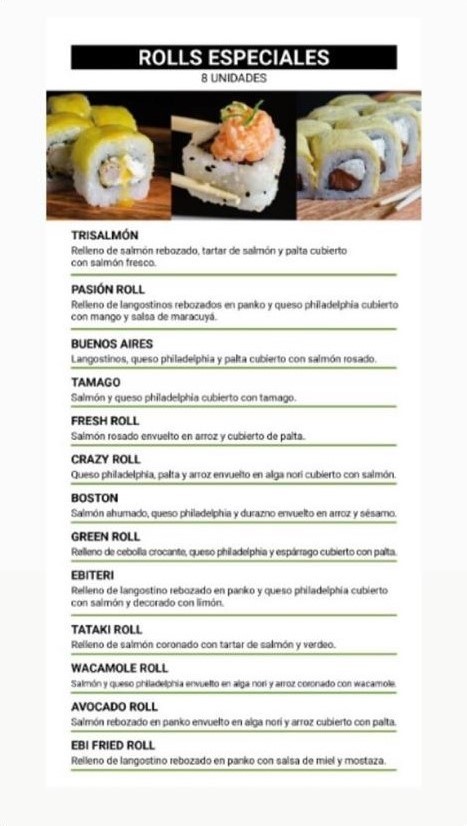 ROLLS ESPECIALES
8 UNIDADES
TRISALMÓN
Relleno de salmón rebozado, tartar de salmón y palta cubierto
con salmón fresco.
PASIÓN ROLL
Relleno de langostinos rebozados en panko y queso philadelphia cubierto
con mango y salsa de maracuyá.
BUENOS AIRES
Langostinos, queso philadelphia y palta cubierto con salmón rosado.
TAMAGO
Salmón y queso philadelphia cubierto con tamago.
FRESH ROLL
Salmón rosado envuelto en arroz y cubierto de palta.
CRAZY ROLL
Queso philadelphia, palta y arroz envuelto en alga nori cubierto con salmón.
BOSTON
Salmón ahumado, queso philadelphia y durazno envuelto en arroz y sésamo.
GREEN ROLL
Relleno de cebolla crocante, queso philadelphia y espárrago cubierto con palta.
EBITERI
Relleno de langostino rebozado en panko y queso philadelphia cubierto
con salmón y decorado con limón.
TATAKI ROLL
Relleno de salmón coronado con tartar de salmón y verdeo.
WACAMOLE ROLL
Salmón y queso philadelphia envuelto en alga nori y arroz coronado con wacamole.
AVOCADO ROLL
Salmón rebozado en panko envuelto en alga nori y arroz cubierto con palta.
EBI FRIED ROLL
Relleno de langostino rebozado en panko con salsa de miel y mostaza.